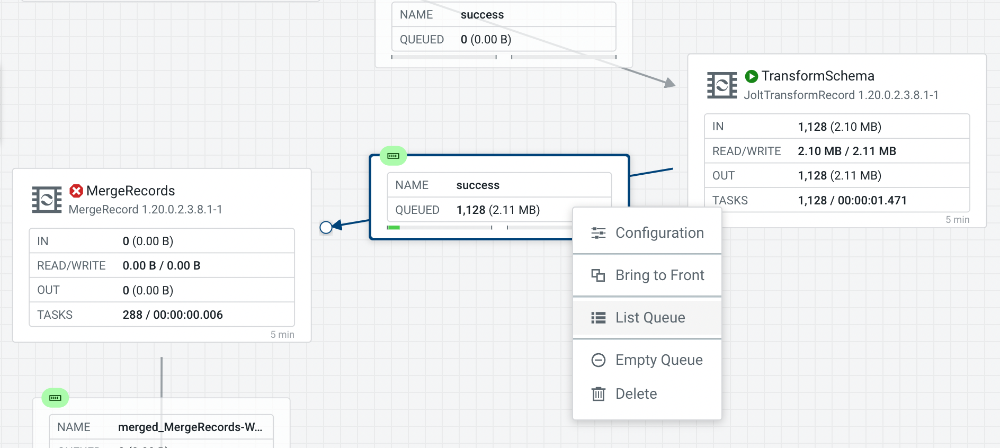 NAME success
QUEUED 0 (0.00 B)
TransformSchema
JoltTransformRecord 1.20.0.2.3.8.1-1
IN 1,128 (2.10 MB)
READ/WRITE 2.10 MB / 2.11 MB
OUT 1,128 (2.11 MB)
TASKS 1,128 / 00:00:01.471
5 min
NAME success
QUEUED 1,128 (2.11 MB)
MergeRecords
MergeRecord 1.20.0.2.3.8.1-1
IN 0 (0.00 B)
READ/WRITE 0.00 B / 0.00 B
OUT 0 (0.00 B)
TASKS 288 / 00:00:00.006
5 min
Configuration
Bring to Front
List Queue
Empty Queue
Delete
NAME merged_MergeRecords-W...